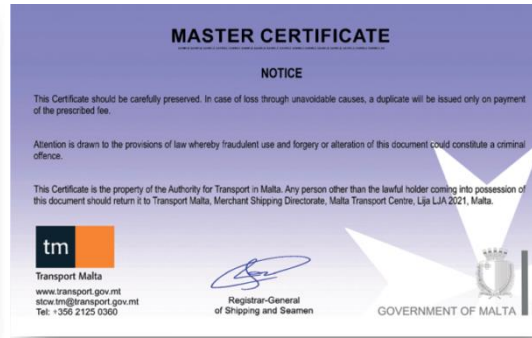 MASTER CERTIFICATE
NOTICE
This Certificate should be carefully preserved. In case of loss through unavoidable causes, a duplicate will be issued only on payment
of the prescribed fee.
Attention is drawn to the provisions of law whereby fraudulent use and forgery or alteration of this document could constitute a criminal
offence.
This Certificate is the property of the Authority for Transport in Malta. Any person other than the lawful holder coming into possession of
this document should return it to Transport Malta, Merchant Shipping Directorate, Malta Transport Centre, Lija LJA 2021, Malta.
tm
Transport Malta
www.transport.gov.mt
stcw.tm@transport.gov.mt
Tel: +356 2125 0360
Registrar-General
of Shipping and Seamen
GOVERNMENT OF MALTA